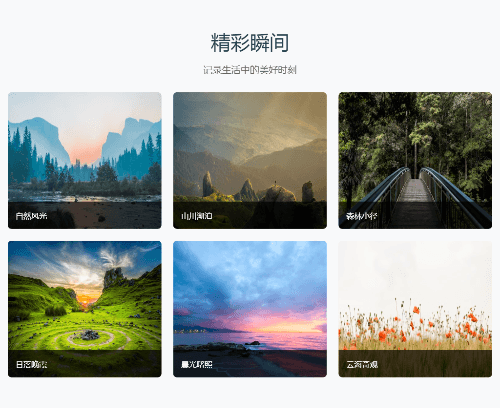 精彩瞬间
记录生活中的美好时刻
自然风光
山川湖泊
森林小径
日落晚霞
晨光熹照
云海奇观